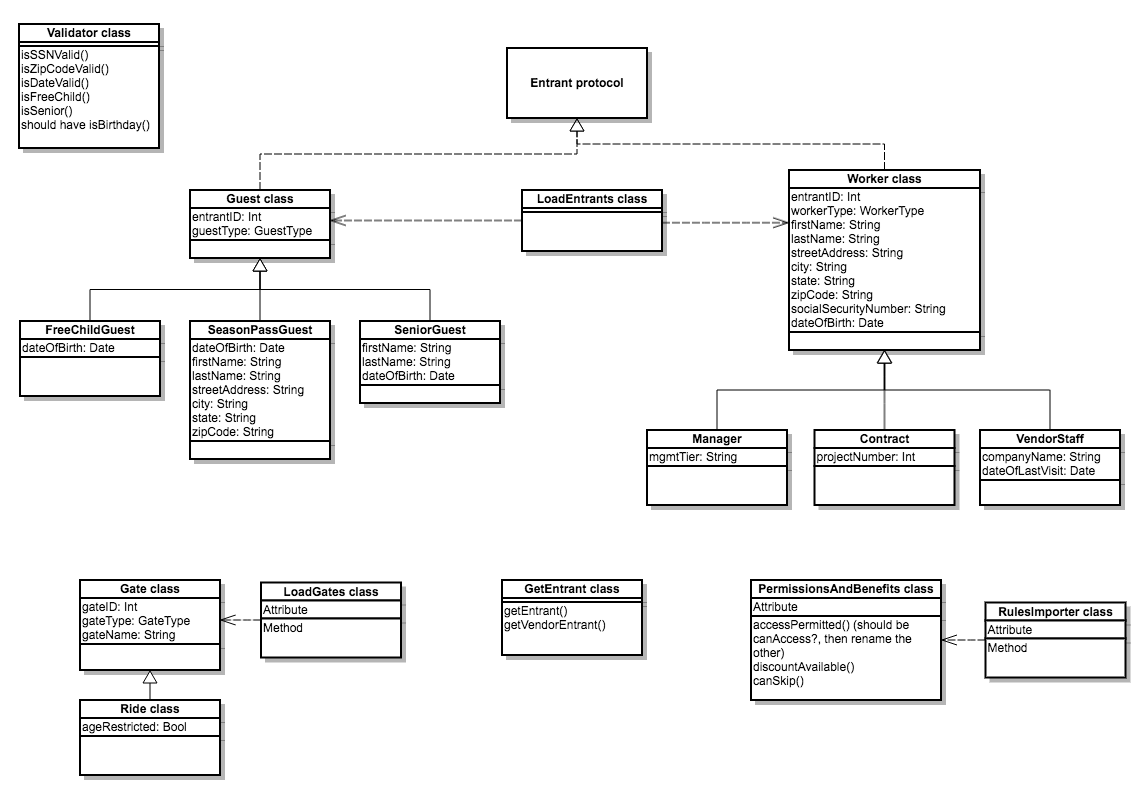 Validator class
isSSNValid()
isZipCodeValid()
isDateValid()
isFreeChild()
isSenior()
should have isBirthday()
Entrant protocol
Guest class
entrantID: Int
guestType: GuestType
LoadEntrants class
Worker class
entrantID: Int
workerType: WorkerType
firstName: String
lastName: String
streetAddress: String
city: String
state: String
zipCode: String
socialSecurityNumber: String
dateOfBirth: Date
FreeChildGuest
dateOfBirth: Date
SeasonPassGuest
dateOfBirth: Date
firstName: String
lastName: String
streetAddress: String
city: String
state: String
zipCode: String
SeniorGuest
firstName: String
lastName: String
dateOfBirth: Date
Manager
mgmtTier: String
Contract
projectNumber: Int
VendorStaff
companyName: String
dateOfLastVisit: Date
Gate class
gateID: Int
gateType: GateType
gateName: String
LoadGates class
Attribute
Method
GetEntrant class
getEntrant()
getVendorEntrant()
PermissionsAndBenefits class
Attribute
accessPermitted() (should be
canAccess?, then rename the
other)
discountAvailable()
canSkip()
RulesImporter class
Attribute
Method
Ride class
ageRestricted: Bool